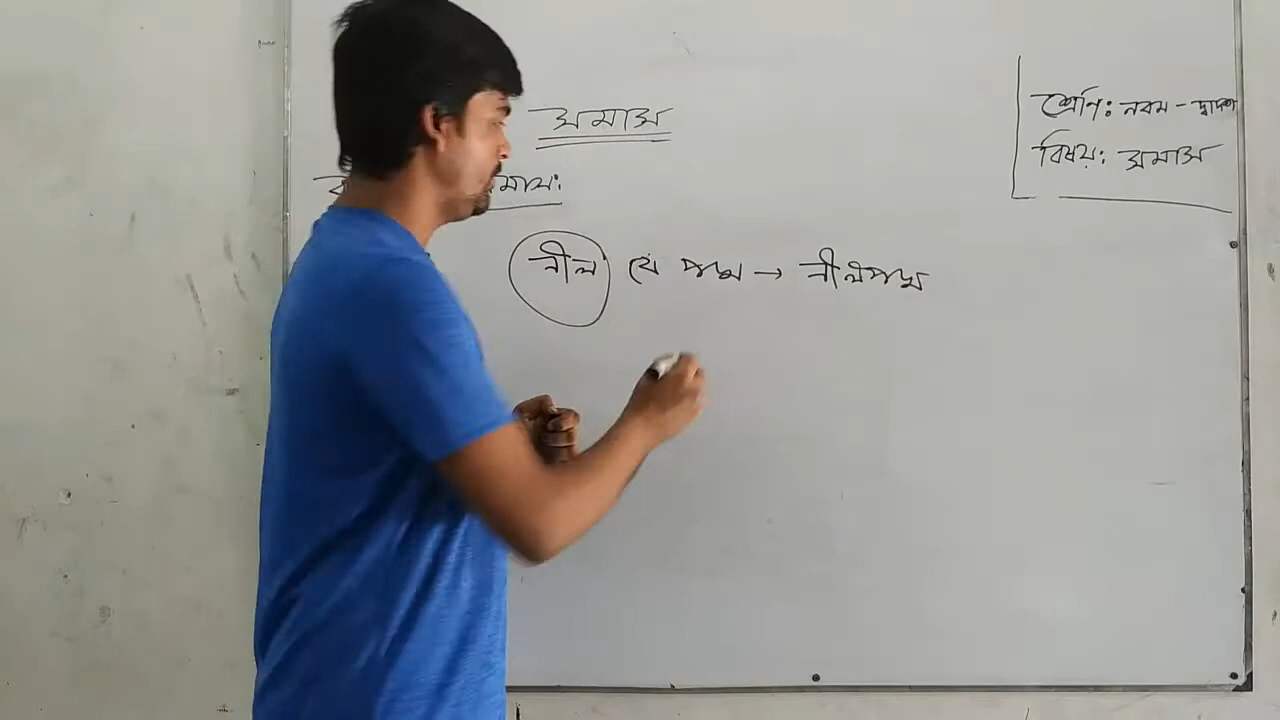 সমাস
শ্রেণি: নবম - দ্বাদশ
বিষয়: সমাস
নীল যে পদ্ম → নীলপদ্ম